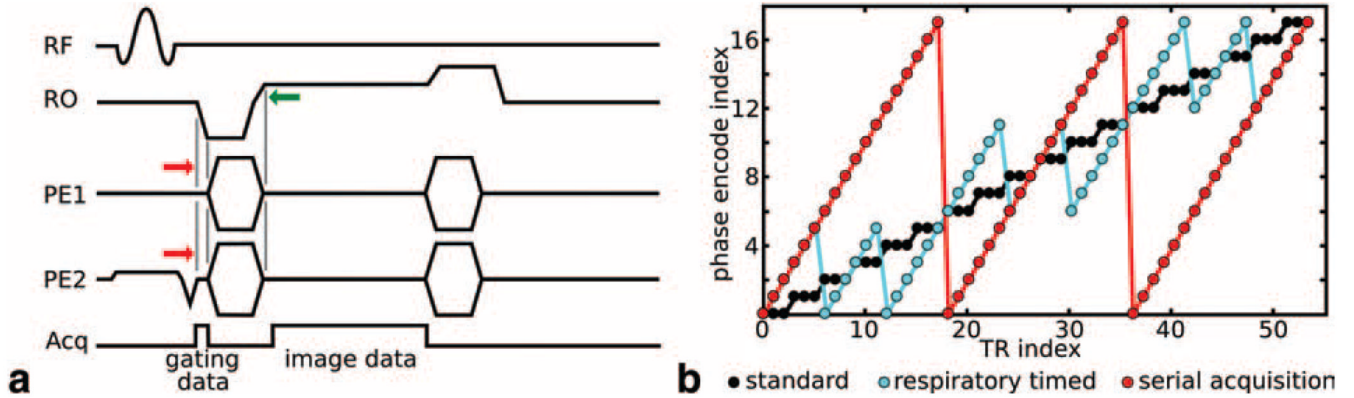 RF
RO
PE1
PE2
Acq
gating
data
image data
a
phase encode index
16
12
8
4
0 10 20 30 40 50
TR index
b
standard respiratory timed serial acquisition